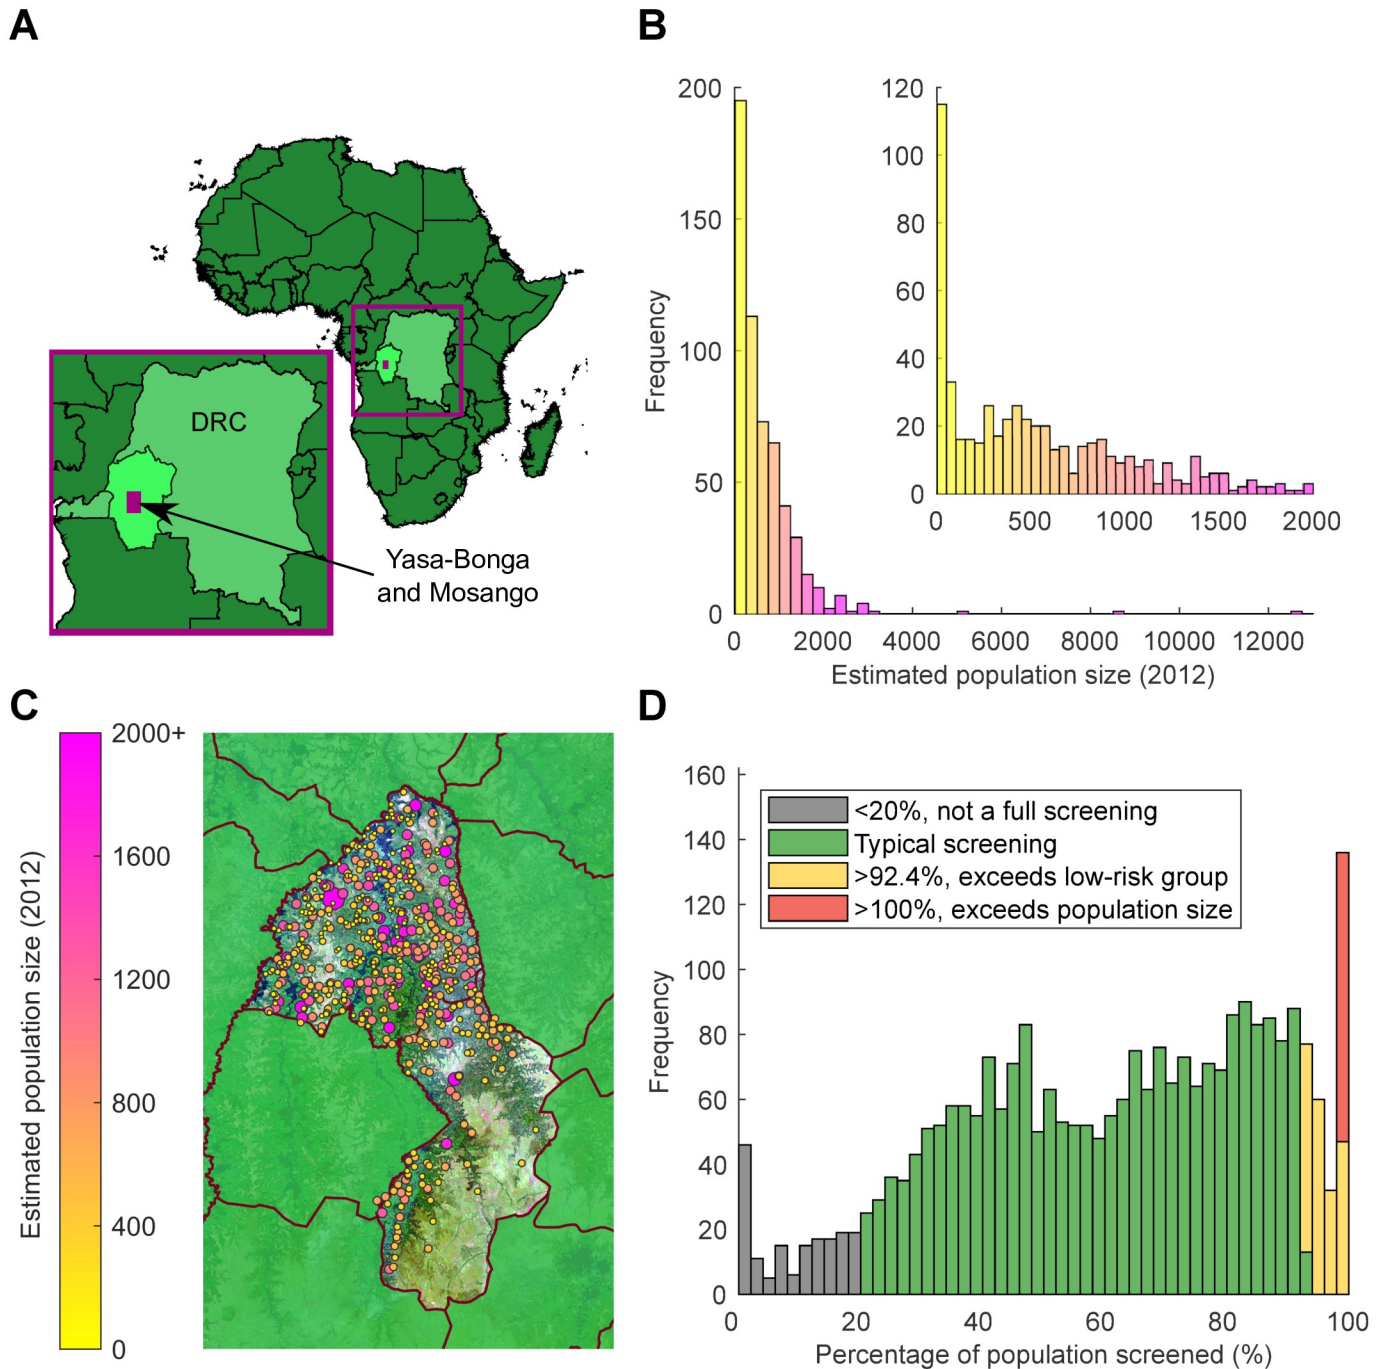 A
DRC
Yasa-Bonga
and Mosango
B
200
150
100
50
0
Frequency
0
2000
4000
6000
8000
10000
12000
Estimated population size (2012)
120
100
80
60
40
20
0
0
500
1000
1500
2000
C
Estimated population size (2012)
2000+
1600
1200
800
400
0
D
160
140
120
100
80
60
40
20
0
Frequency
<20%, not a full screening
Typical screening
>92.4%, exceeds low-risk group
>100%, exceeds population size
0
20
40
60
80
100
Percentage of population screened (%)